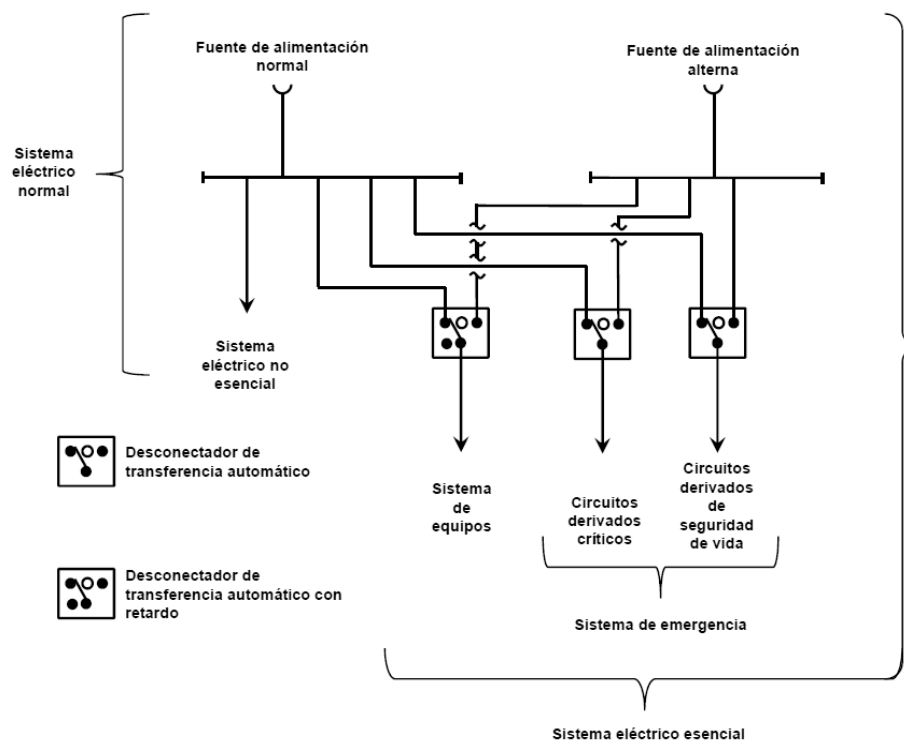 Fuente de alimentación
normal
Fuente de alimentación
alterna
Sistema
eléctrico
normal
Sistema
eléctrico no
esencial
Desconectador de
transferencia automático
Sistema
de
equipos
Circuitos
derivados
críticos
Circuitos
derivados
de
seguridad
de vida
Desconectador de
transferencia automático con
retardo
Sistema de emergencia
Sistema eléctrico esencial